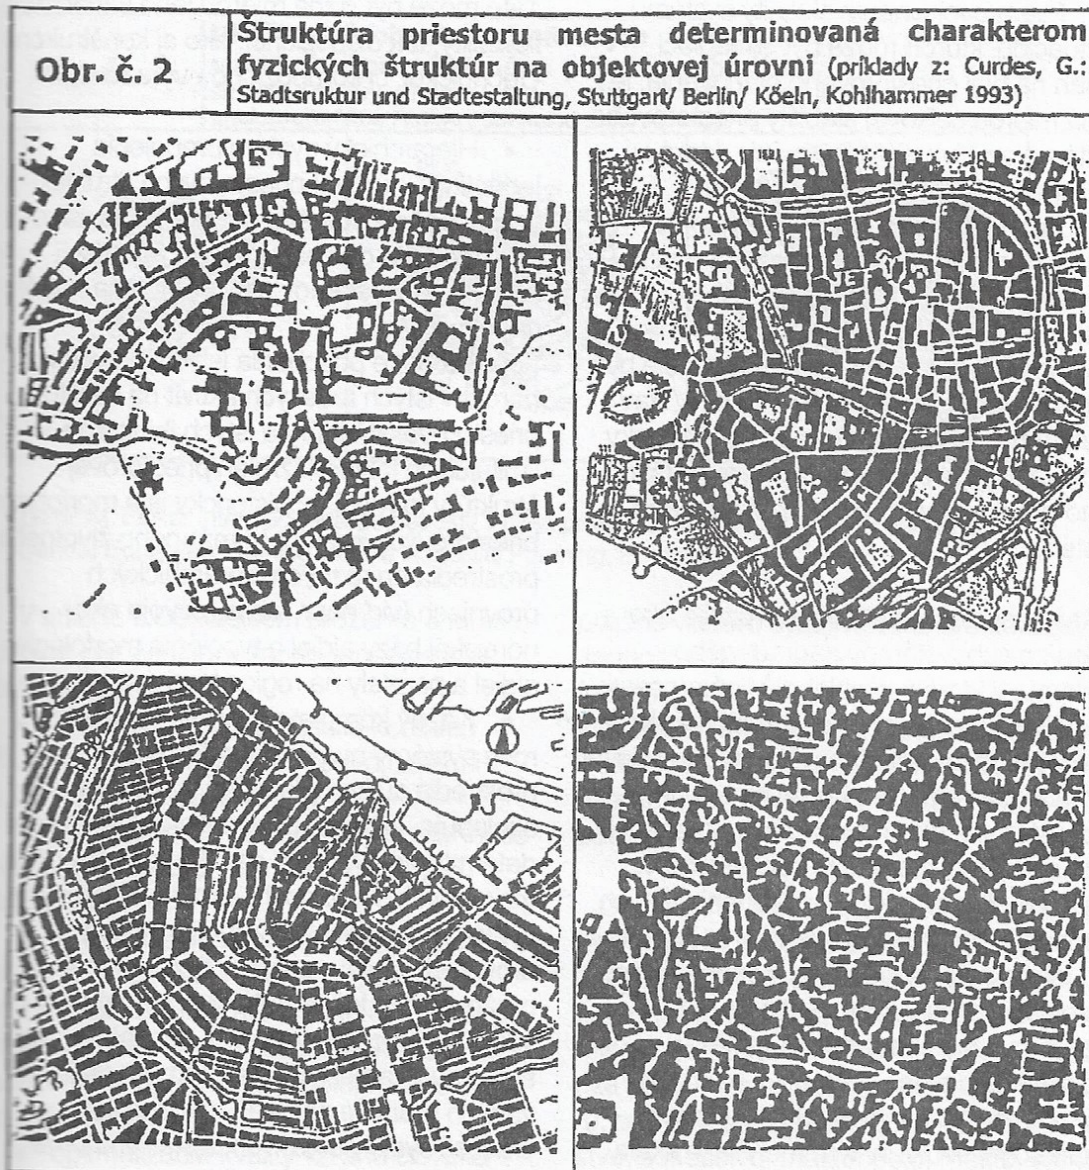 Obr. č. 2
Štruktúra priestoru mesta determinovaná charakterom
fyzických štruktúr na objektovej úrovni (príklady z: Curdes, G.:
Stadtsruktur und Stadtestaltung, Stuttgart/ Berlin/ Kőeln, Kohlhammer 1993)